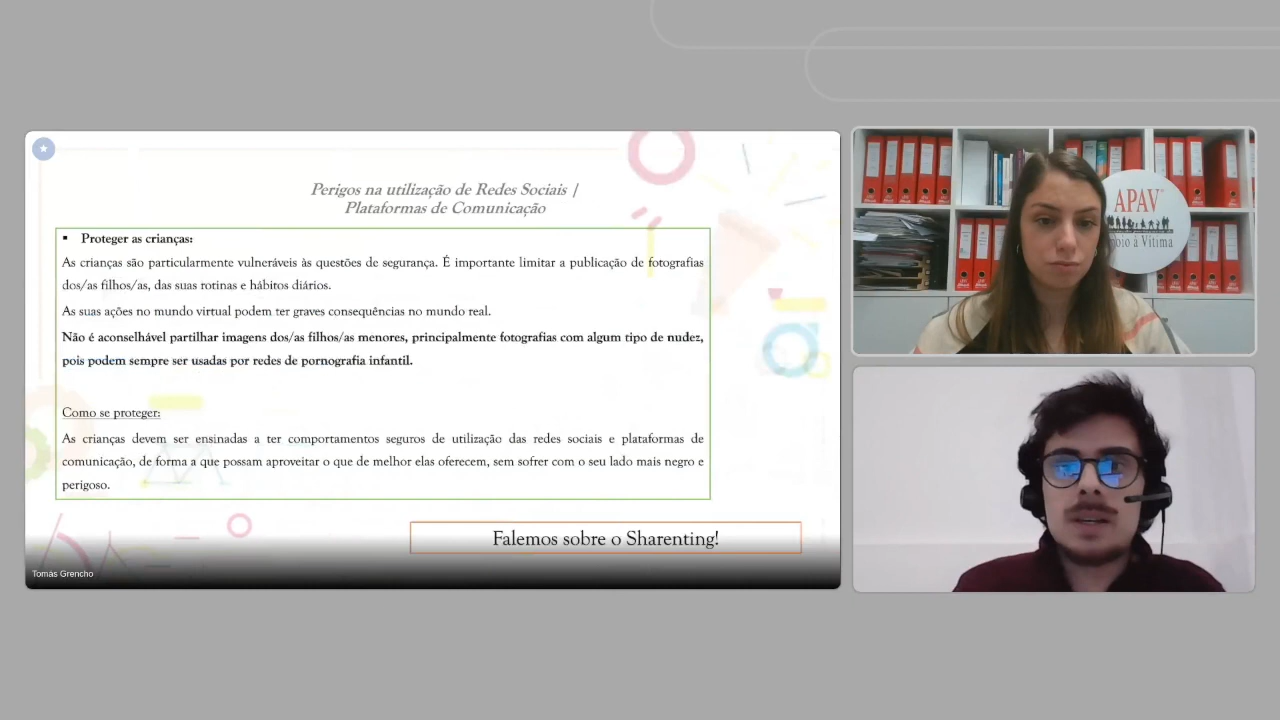 Perigos na utilização de Redes Sociais |
Plataformas de Comunicação
▪ Proteger as crianças:
As crianças são particularmente vulneráveis às questões de segurança. É importante limitar a publicação de fotografias
dos/as filhos/as, das suas rotinas e hábitos diários.
As suas ações no mundo virtual podem ter graves consequências no mundo real.
Não é aconselhável partilhar imagens dos/as filhos/as menores, principalmente fotografias com algum tipo de nudez,
pois podem sempre ser usadas por redes de pornografia infantil.
Como se proteger:
As crianças devem ser ensinadas a ter comportamentos seguros de utilização das redes sociais e plataformas de
comunicação, de forma a que possam aproveitar o que de melhor elas oferecem, sem sofrer com o seu lado mais negro e
perigoso.
Falemos sobre o Sharenting!
Tomás Grencho
APAV
à Vítima